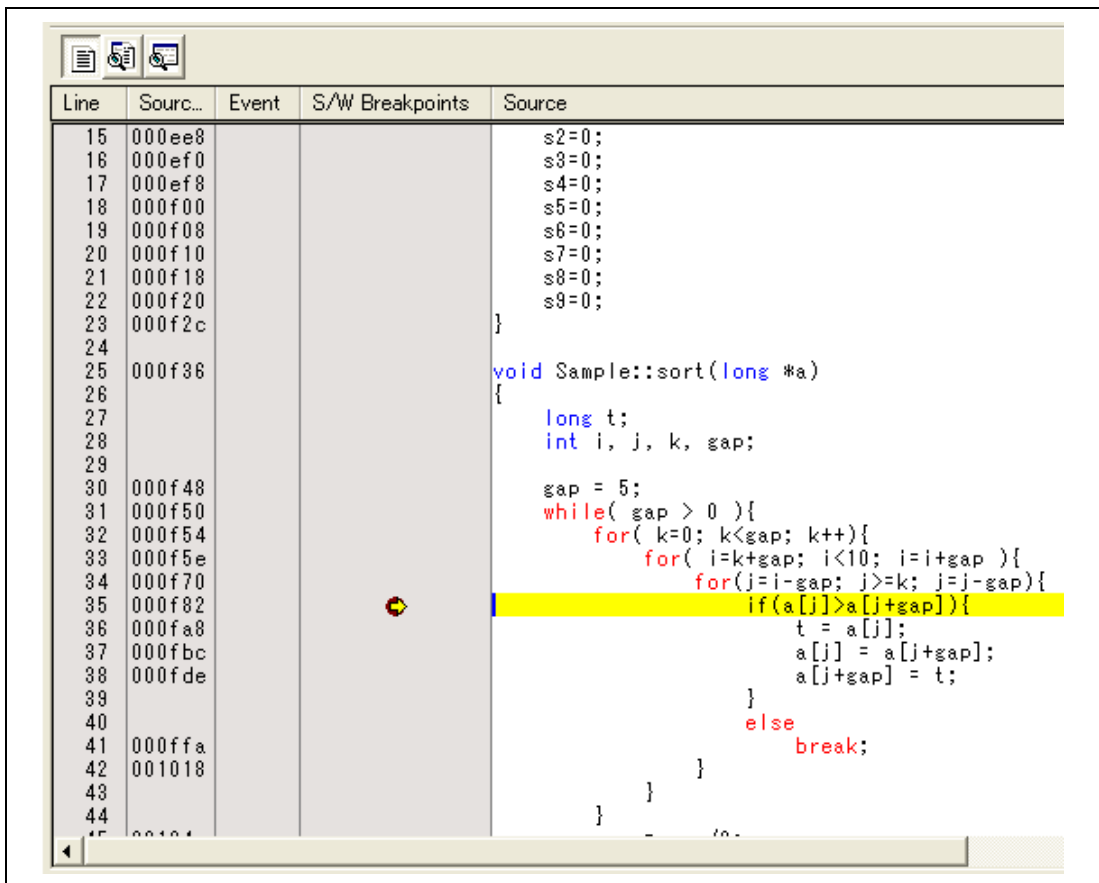 Line Sourc... Event S/W Breakpoints Source
15 000ee8 s2=0;
16 000ef0 s3=0;
17 000ef8 s4=0;
18 000f00 s5=0;
19 000f08 s6=0;
20 000f10 s7=0;
21 000f18 s8=0;
22 000f20 s9=0;
23 000f2c }
24
25 000f36 void Sample::sort(long *a)
26 {
27 long t;
28 int i, j, k, gap;
29
30 000f48 gap = 5;
31 000f50 while( gap > 0 ){
32 000f54 for( k=0; k<gap; k++){
33 000f5e for( i=k+gap; i<10; i=i+gap ){
34 000f70 for(j=i-gap; j>=k; j=j-gap){
35 000f82 if(a[j]>a[j+gap]){
36 000fa8 t = a[j];
37 000fbc a[j] = a[j+gap];
38 000fde a[j+gap] = t;
39 }
40 else
41 000ffa break;
42 001018 }
43 }
44 }